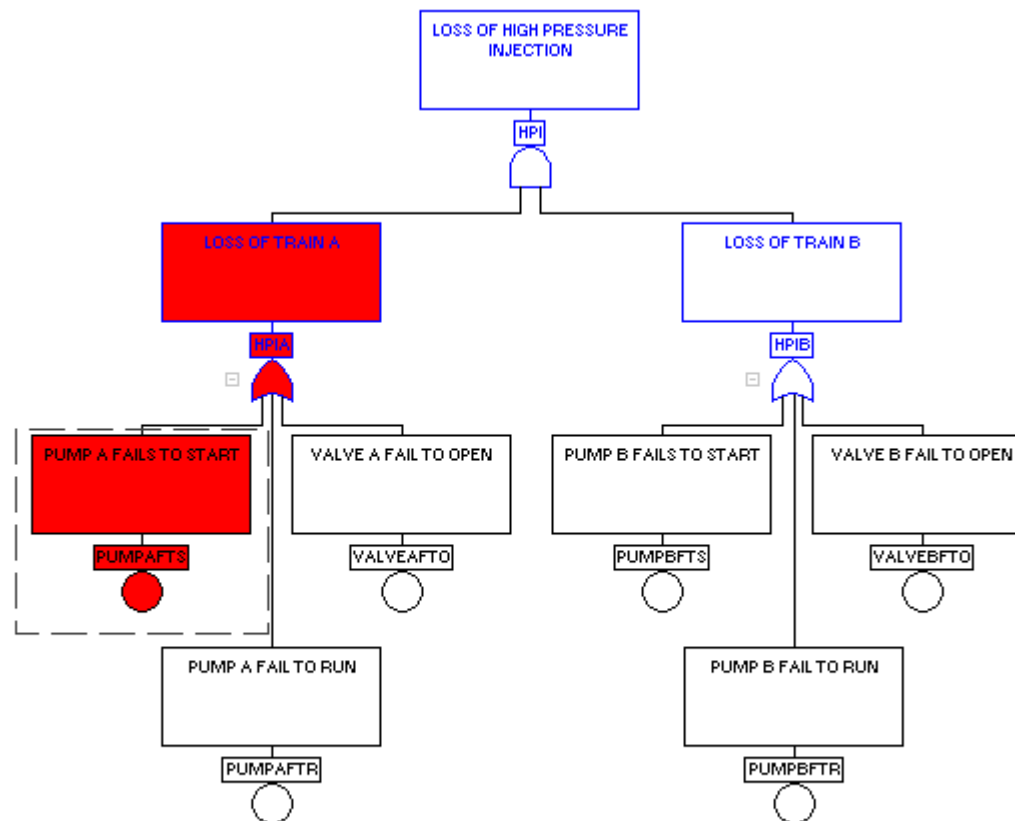 LOSS OF HIGH PRESSURE
INJECTION
HPI
LOSS OF TRAIN A
LOSS OF TRAIN B
HPIA
HPIB
PUMP A FAILS TO START
VALVE A FAIL TO OPEN
PUMP B FAILS TO START
VALVE B FAIL TO OPEN
PUMPAFTS
VALVEAFTO
PUMPBFTS
VALVEBFTO
PUMP A FAIL TO RUN
PUMP B FAIL TO RUN
PUMPAFTR
PUMPBFTR